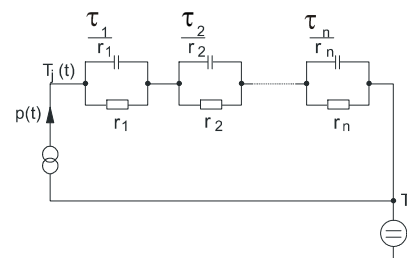 τ1 τ2 τn
r1 r2 rn
Tj (t)
p(t)
r1 r2 rn
T